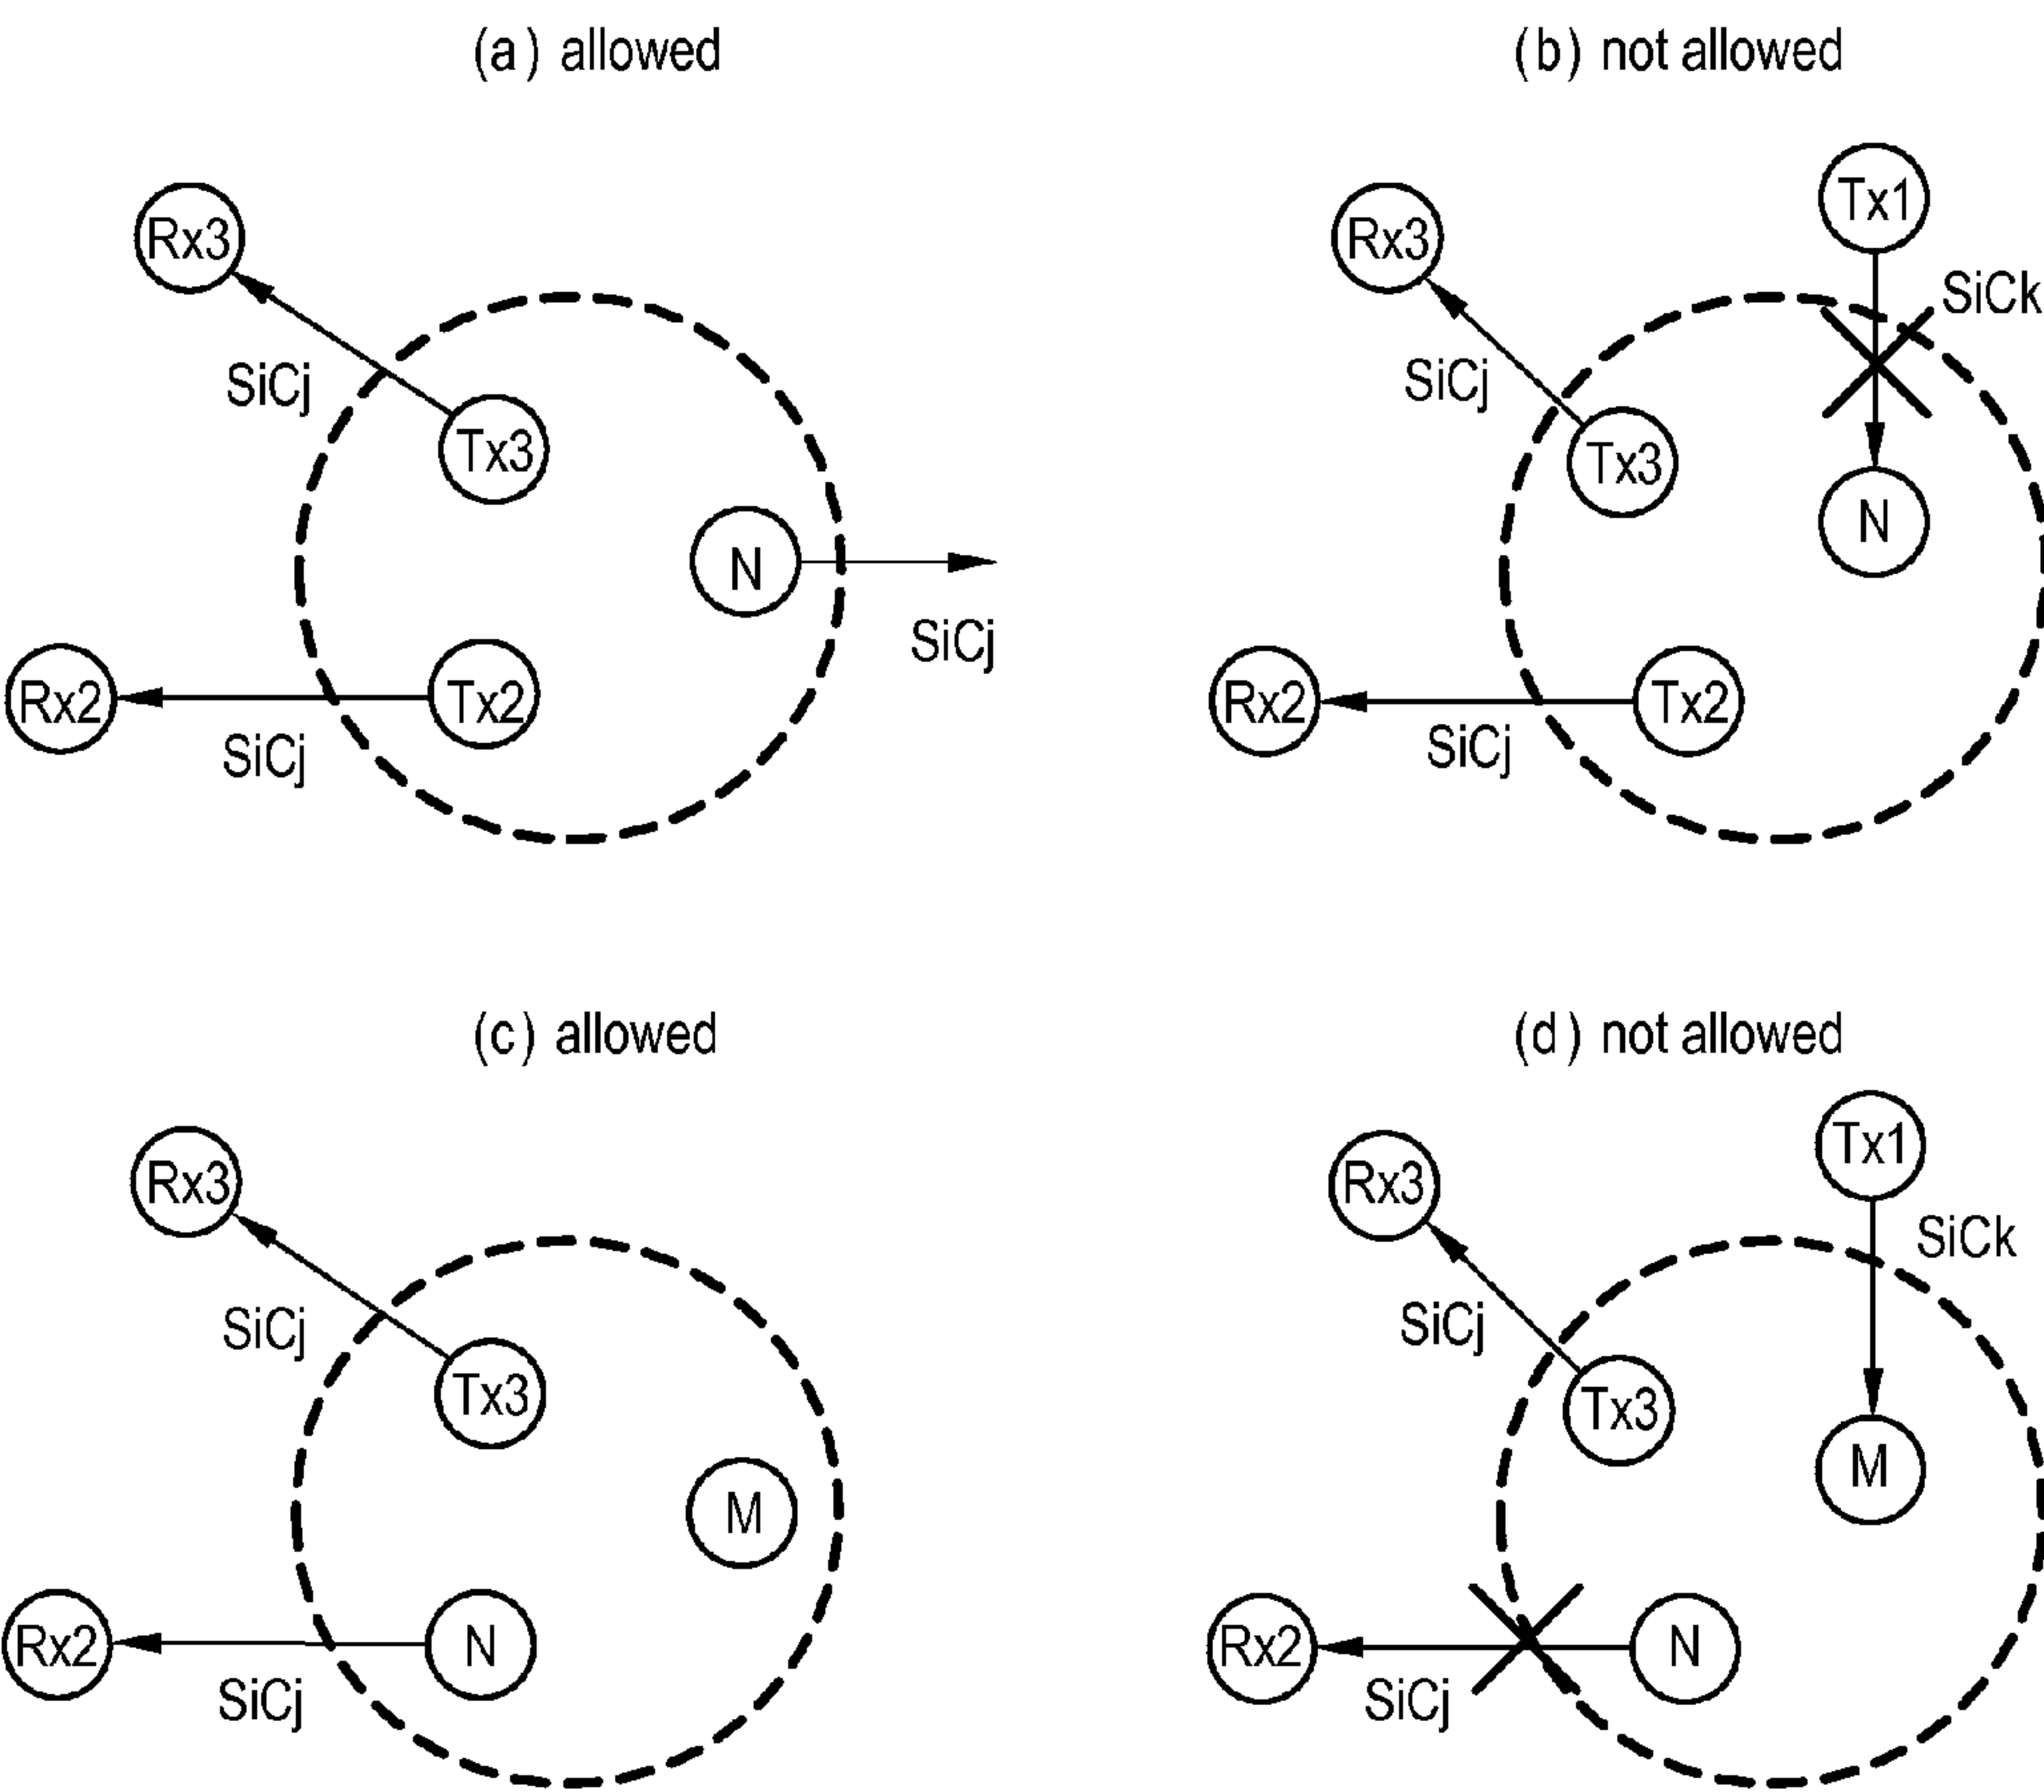 (a) allowed
Rx3
SiCj
Tx3
N
SiCj
Rx2
Tx2
SiCj
(b) not allowed
Tx1
Rx3
SiCk
SiCj
Tx3
N
Rx2
Tx2
SiCj
(c) allowed
Rx3
SiCj
Tx3
M
Rx2
N
SiCj
(d) not allowed
Tx1
Rx3
SiCk
SiCj
Tx3
M
Rx2
N
SiCj